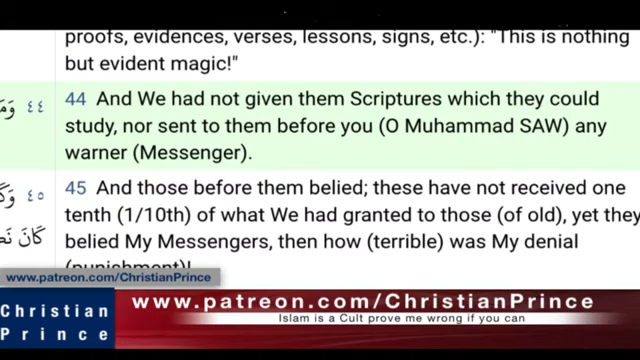 proofs, evidences, verses, lessons, signs, etc.): "This is nothing
but evident magic!"
٤٤ 44 And We had not given them Scriptures which they could
study, nor sent to them before you (O Muhammad SAW) any
warner (Messenger).
٤٥ 45 And those before them belied; these have not received one
tenth (1/10th) of what We had granted to those (of old), yet they
كَانَ belied My Messengers, then how (terrible) was My denial
(punishment)!
www.patreon.com/ChristianPrince
Christian
Prince
www.patreon.com/ChristianPrince
Islam is a Cult prove me wrong if you can